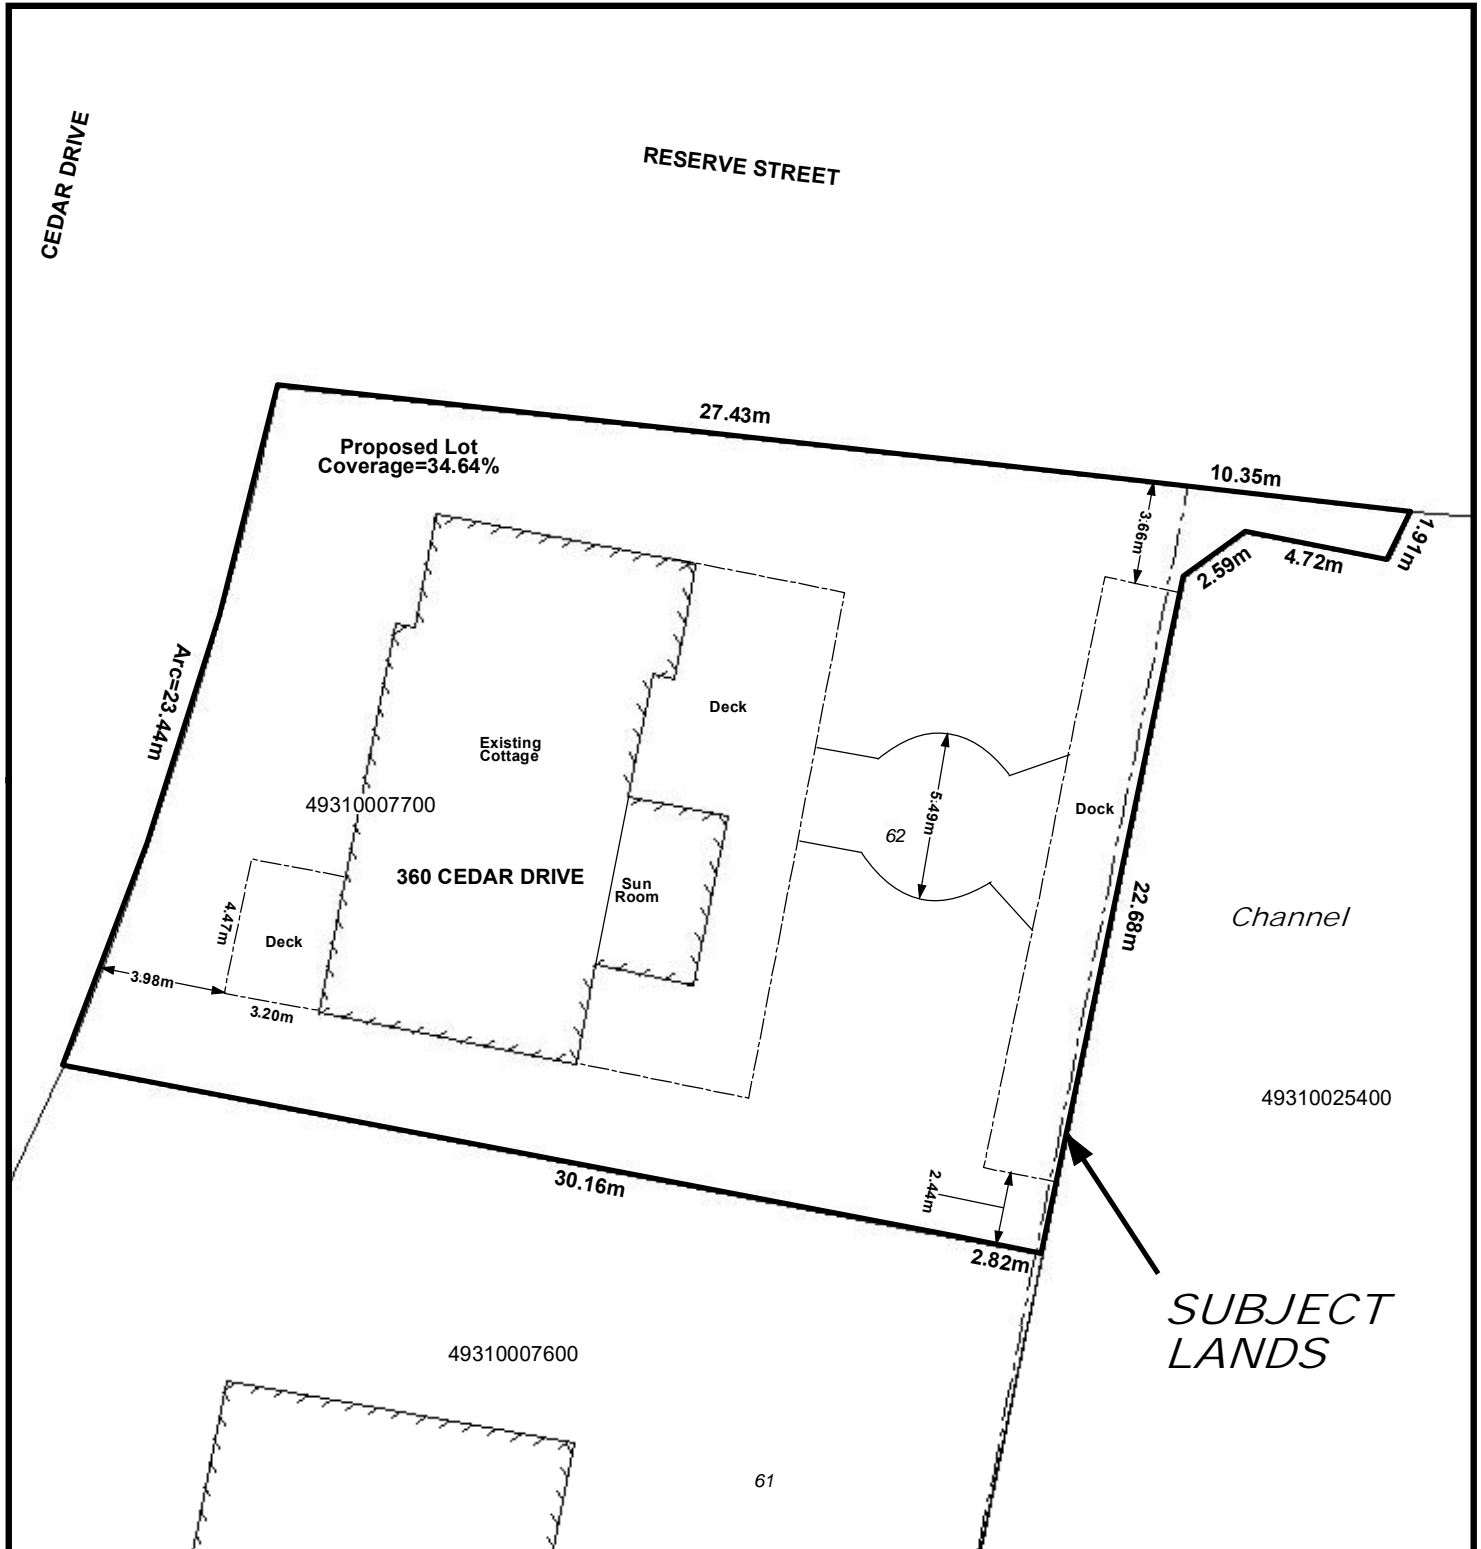 CEDAR DRIVE
RESERVE STREET
27.43m
Proposed Lot
Coverage=34.64%
10.35m
3.66m
1.91m
2.59m
4.72m
Arc=23.44m
Deck
Existing
Cottage
49310007700
5.49m
62
Dock
360 CEDAR DRIVE
Sun
Room
22.68m
Channel
4.47m
Deck
3.98m
3.20m
49310025400
30.16m
2.44m
2.82m
SUBJECT
LANDS
49310007600
61